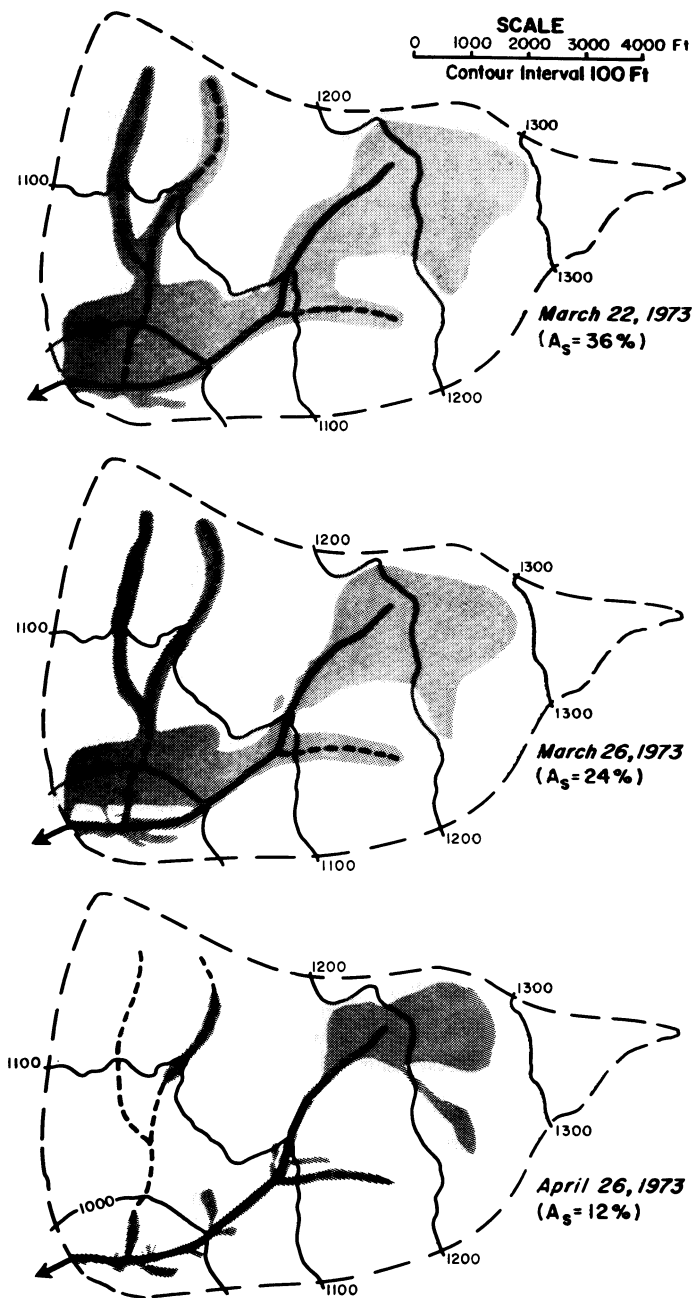 SCALE
0 1000 2000 3000 4000 Ft
Contour Interval 100 Ft
1200
1300
1100
1300
March 22, 1973
(As = 36%)
1200
1100
1200
1300
1100
1300
March 26, 1973
(As = 24%)
1200
1100
1200
1300
1100
1300
April 26, 1973
(As = 12%)
1000
1200
1100